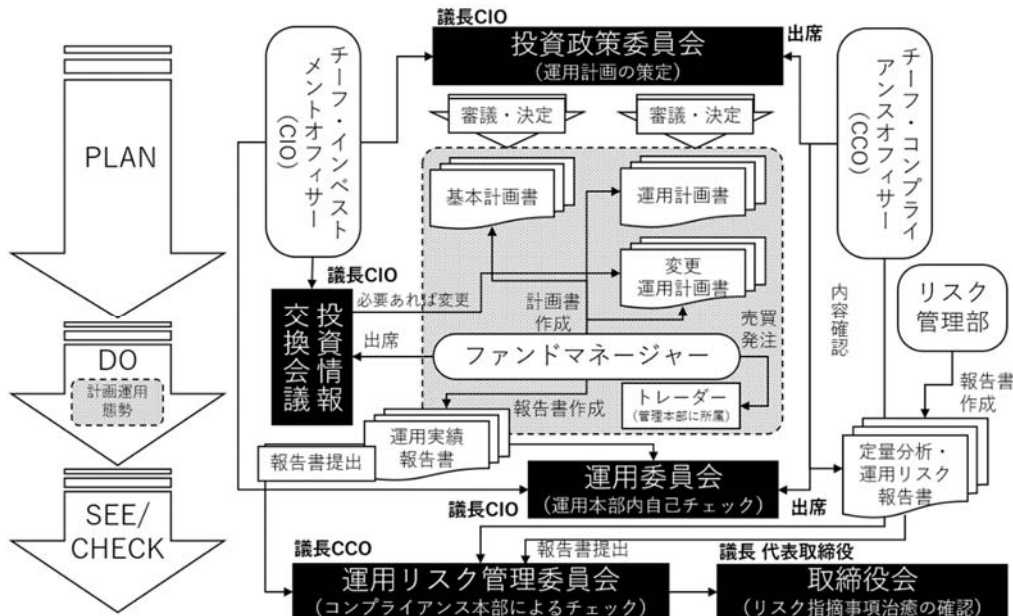 議長CIO
投資政策委員会
(運用計画の策定)
出席
チーフ・インベスト
メントオフィサー
(CIO)
チーフ・コンプライ
アンスオフィサー
(CCO)
PLAN
審議・決定
審議・決定
基本計画書
運用計画書
変更
運用計画書
議長CIO
必要あれば変更
計画書
作成
売買
発注
内容確認
リスク
管理部
投資情報
交換会議
出席
ファンドマネージャー
DO
計画運用
態勢
報告書作成
トレーダー
(管理本部に所属)
報告書
作成
運用実績
報告書
報告書提出
定量分析・
運用リスク
報告書
運用委員会
(運用本部内自己チェック)
議長CIO
出席
SEE/
CHECK
議長CCO
報告書提出
議長 代表取締役
運用リスク管理委員会
(コンプライアンス本部によるチェック)
取締役会
(リスク指摘事項治癒の確認)